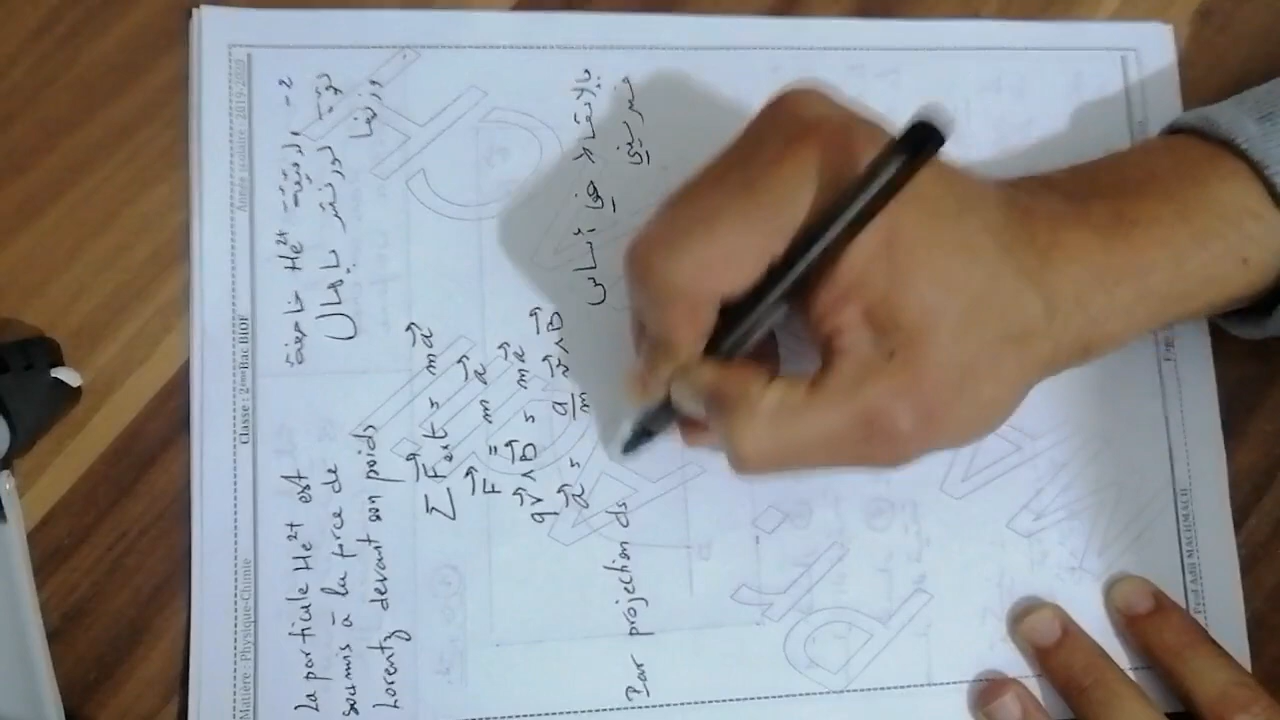 Matière : Physique-Chimie Classe : 2ème Bac BIOF Année scolaire : 2019-2020
La particule He²⁺ est
soumis à la force de
Lorentz devant son poids
2- الدقيقة He²⁺ خاضعة
لقوة لورنتز بإهمال
وزنها
∑F⃗ext = ma⃗
F⃗ = ma⃗
qv⃗∧B⃗ = ma⃗
a⃗ = q/m v⃗∧B⃗
بالإسقاط في أساس
فريني
Par projection ds
Prof Adil MACHMACH